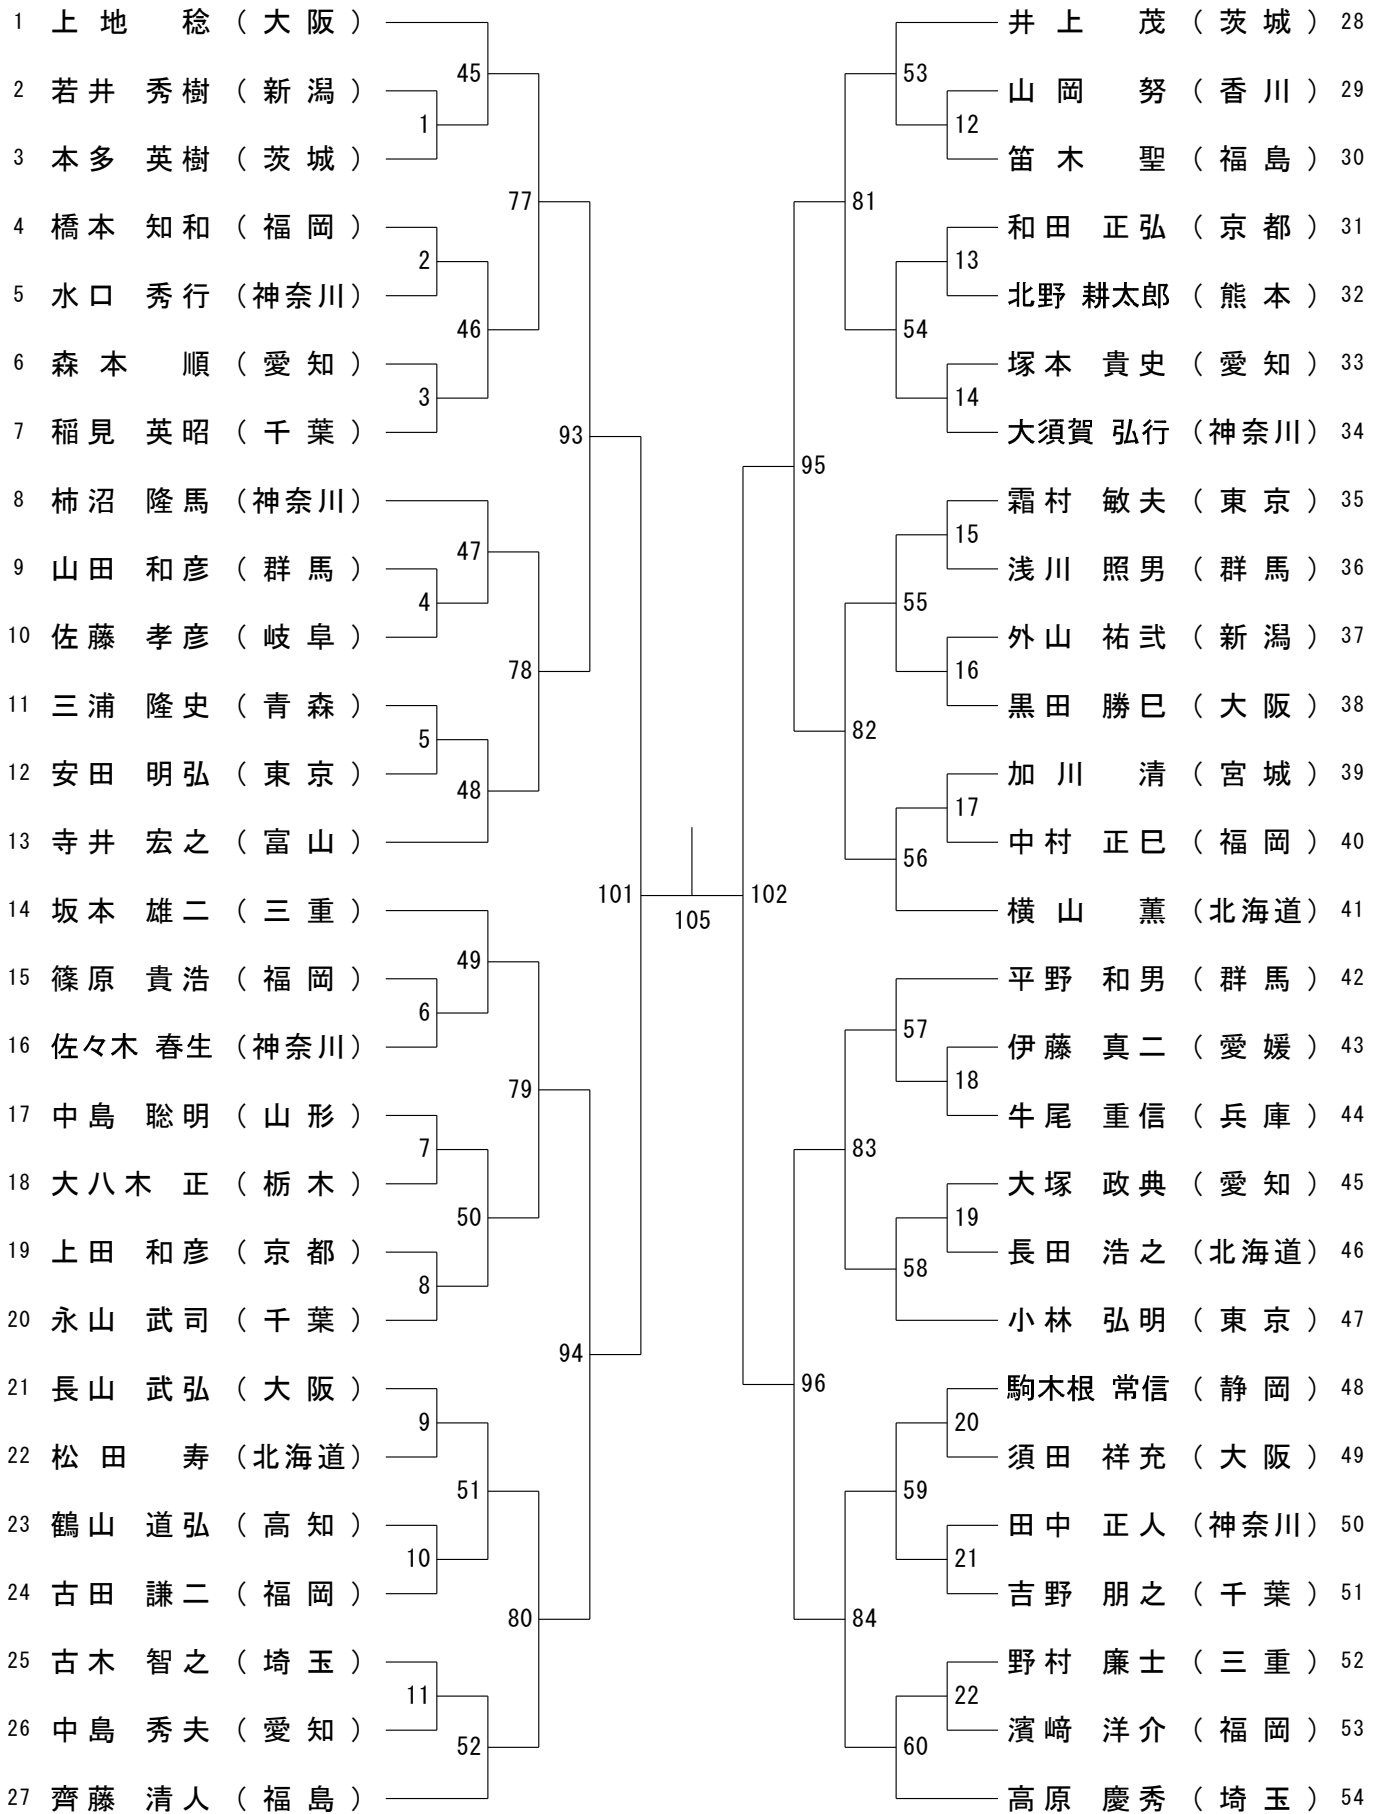 1 上地 稔 (大阪)
2 若井 秀樹 (新潟)
3 本多 英樹 (茨城)
4 橋本 知和 (福岡)
5 水口 秀行 (神奈川)
6 森本 順 (愛知)
7 稲見 英昭 (千葉)
8 柿沼 隆馬 (神奈川)
9 山田 和彦 (群馬)
10 佐藤 孝彦 (岐阜)
11 三浦 隆史 (青森)
12 安田 明弘 (東京)
13 寺井 宏之 (富山)
14 坂本 雄二 (三重)
15 篠原 貴浩 (福岡)
16 佐々木 春生 (神奈川)
17 中島 聡明 (山形)
18 大八木 正 (栃木)
19 上田 和彦 (京都)
20 永山 武司 (千葉)
21 長山 武弘 (大阪)
22 松田 寿 (北海道)
23 鶴山 道弘 (高知)
24 古田 謙二 (福岡)
25 古木 智之 (埼玉)
26 中島 秀夫 (愛知)
27 齊藤 清人 (福島)
1
2
3
4
5
6
7
8
9
10
11
45
46
47
48
49
50
51
52
77
78
79
80
93
94
101
105
102
95
96
81
82
83
84
53
54
55
56
57
58
59
60
12
13
14
15
16
17
18
19
20
21
22
井上 茂 (茨城) 28
山岡 努 (香川) 29
笛木 聖 (福島) 30
和田 正弘 (京都) 31
北野 耕太郎 (熊本) 32
塚本 貴史 (愛知) 33
大須賀 弘行 (神奈川) 34
霜村 敏夫 (東京) 35
浅川 照男 (群馬) 36
外山 祐弐 (新潟) 37
黒田 勝巳 (大阪) 38
加川 清 (宮城) 39
中村 正巳 (福岡) 40
横山 薫 (北海道) 41
平野 和男 (群馬) 42
伊藤 真二 (愛媛) 43
牛尾 重信 (兵庫) 44
大塚 政典 (愛知) 45
長田 浩之 (北海道) 46
小林 弘明 (東京) 47
駒木根 常信 (静岡) 48
須田 祥充 (大阪) 49
田中 正人 (神奈川) 50
吉野 朋之 (千葉) 51
野村 廉士 (三重) 52
濱﨑 洋介 (福岡) 53
高原 慶秀 (埼玉) 54